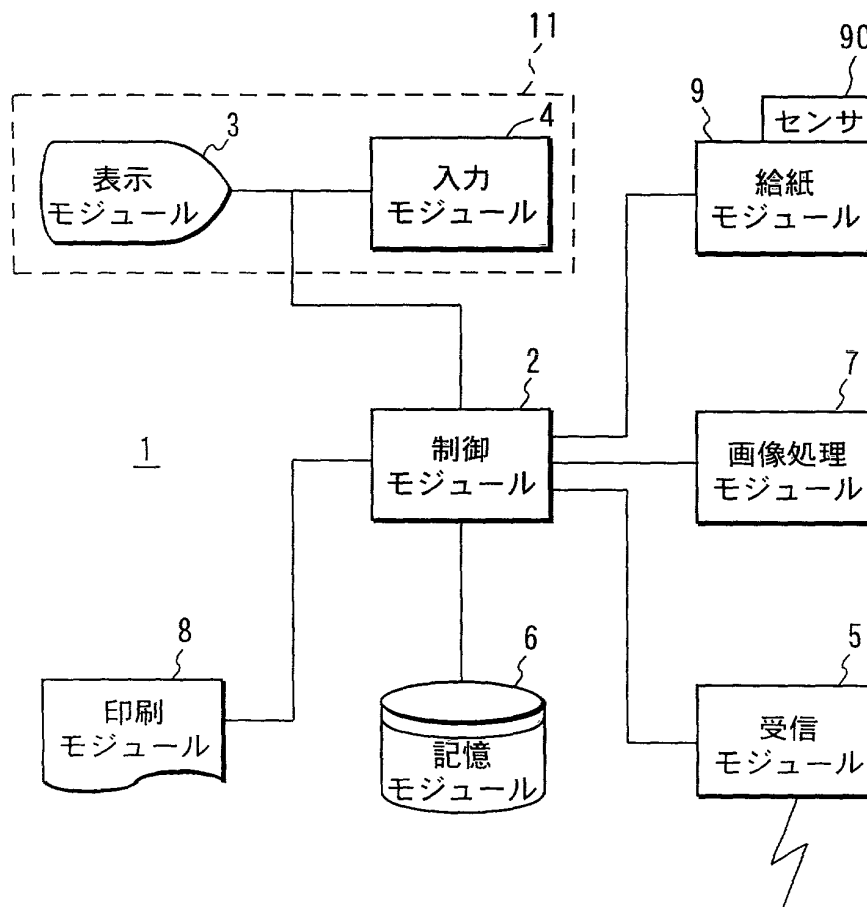 11
90
3
4
9
センサ
表示
モジュール
入力
モジュール
給紙
モジュール
2
7
1
制御
モジュール
画像処理
モジュール
8
6
5
印刷
モジュール
記憶
モジュール
受信
モジュール